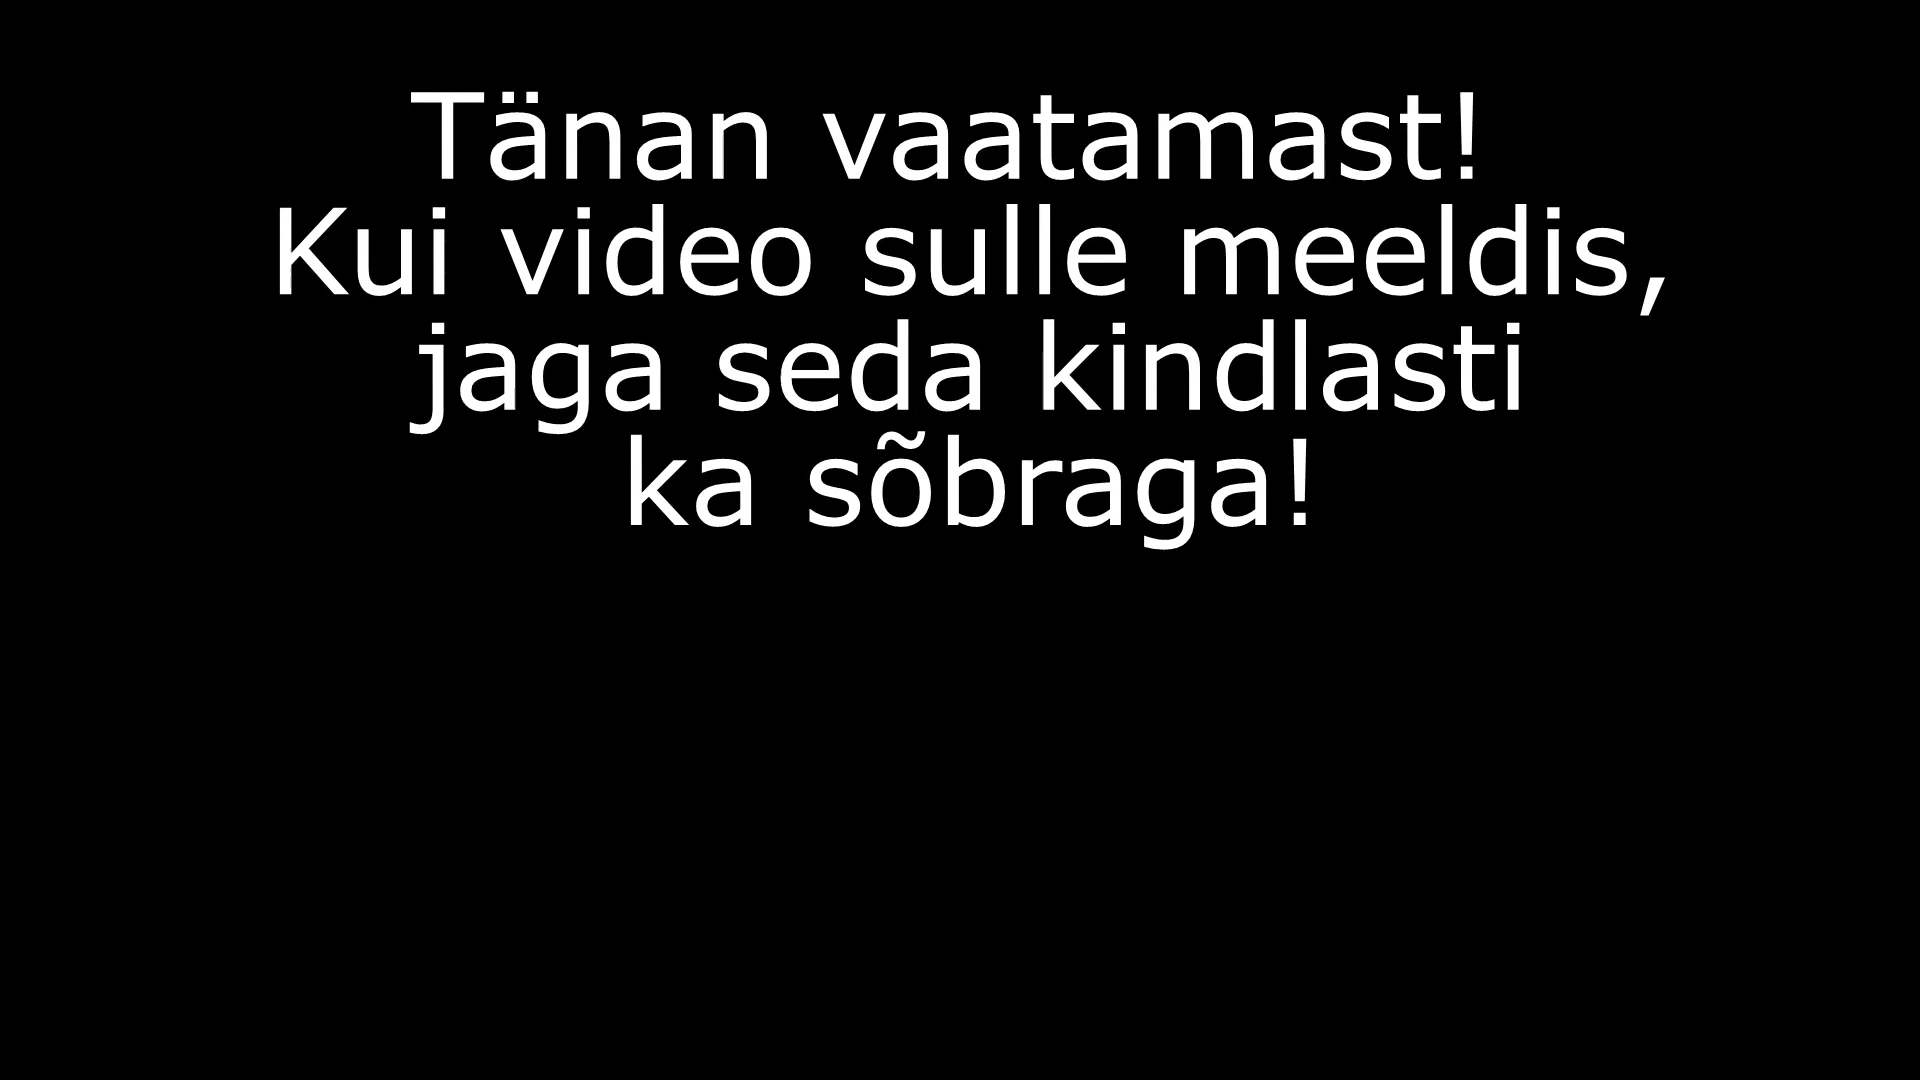 Tänan vaatamast!
Kui video sulle meeldis,
jaga seda kindlasti
ka sõbraga!